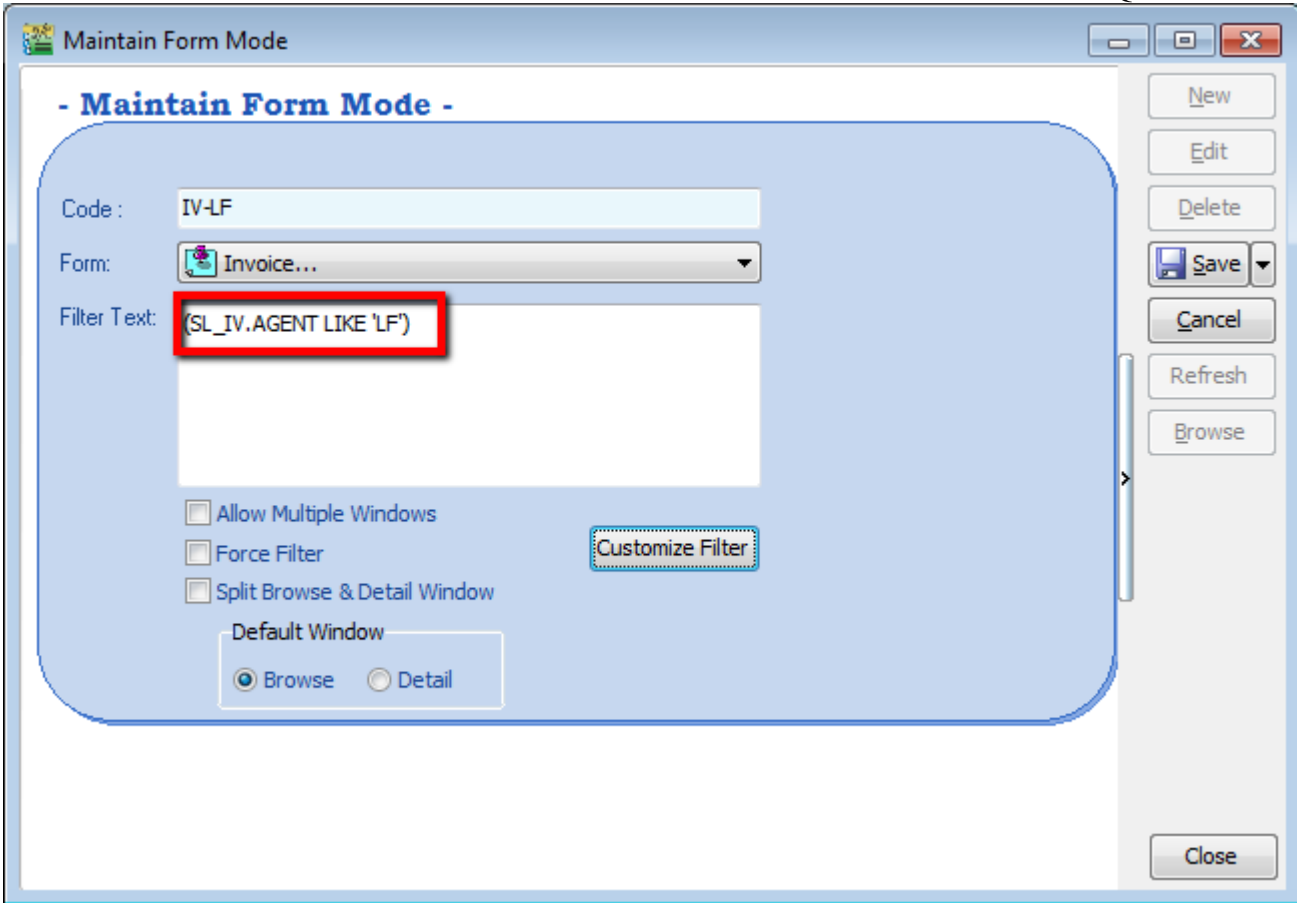 Maintain Form Mode
- Maintain Form Mode -
New
Edit
Code :
IV-LF
Delete
Form:
Invoice...
Save
Filter Text:
(SL_IV.AGENT LIKE 'LF')
Cancel
Refresh
Browse
>
Allow Multiple Windows
Force Filter
Customize Filter
Split Browse & Detail Window
Default Window
Browse
Detail
Close